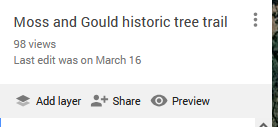 Moss and Gould historic tree trail
98 views
Last edit was on March 16
Add layer Share Preview